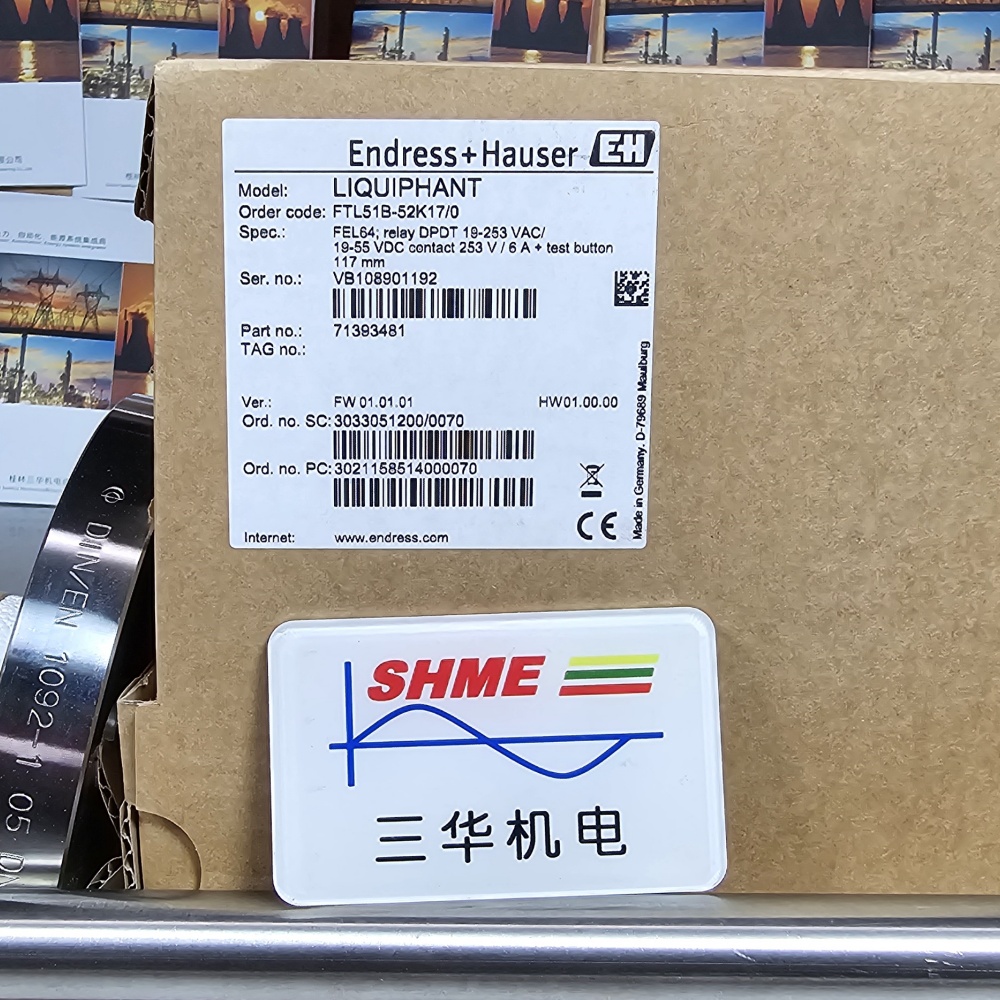 Endress+Hauser EH
Model: LIQUIPHANT
Order code: FTL51B-52K17/0
Spec.: FEL64; relay DPDT 19-253 VAC/
19-55 VDC contact 253 V / 6 A + test button
117 mm
Ser. no.: VB108901192
Part no.: 71393481
TAG no.:
Ver.: FW 01.01.01 HW01.00.00
Ord. no. SC: 3033051200/0070
Ord. no. PC: 3021158514000070
Internet: www.endress.com
CE
Made in Germany. D-79689 Maulburg
SHME
三华机电
DIN/EN 1092-1 05